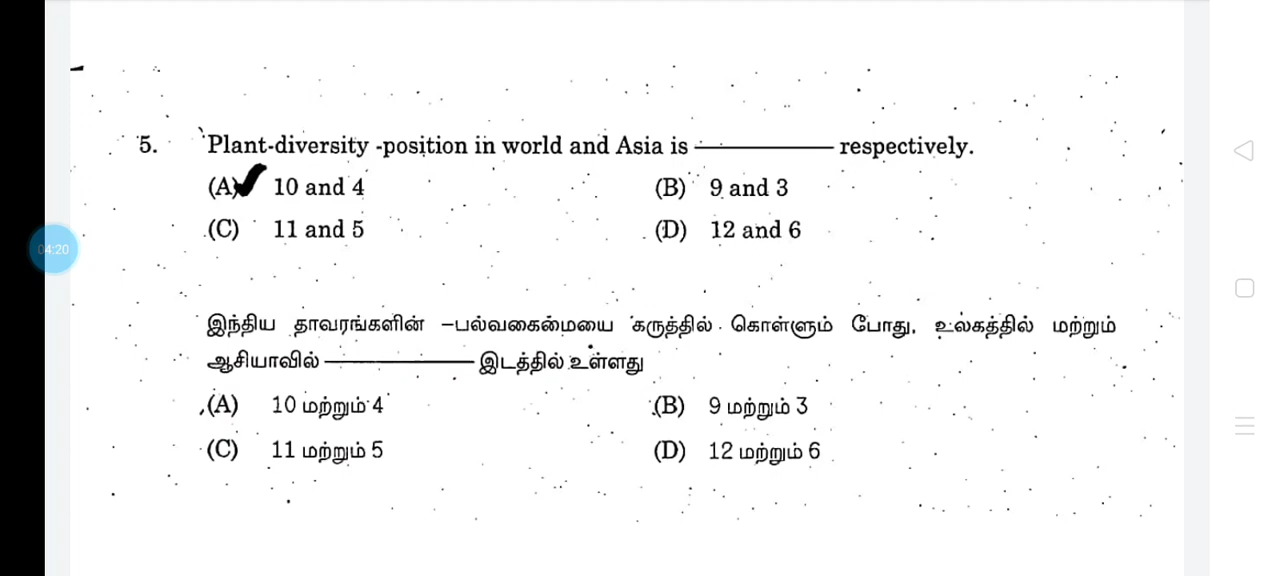 5. Plant-diversity -position in world and Asia is ———— respectively.
(A) 10 and 4 (B) 9 and 3
(C) 11 and 5 (D) 12 and 6
04:20
இந்திய தாவரங்களின் –பல்வகைன்மையை கருத்தில் கொள்ளும் போது, உலகத்தில் மற்றும்
ஆசியாவில் ———— இடத்தில் உள்ளது
(A) 10 மற்றும் 4 (B) 9 மற்றும் 3
(C) 11 மற்றும் 5 (D) 12 மற்றும் 6